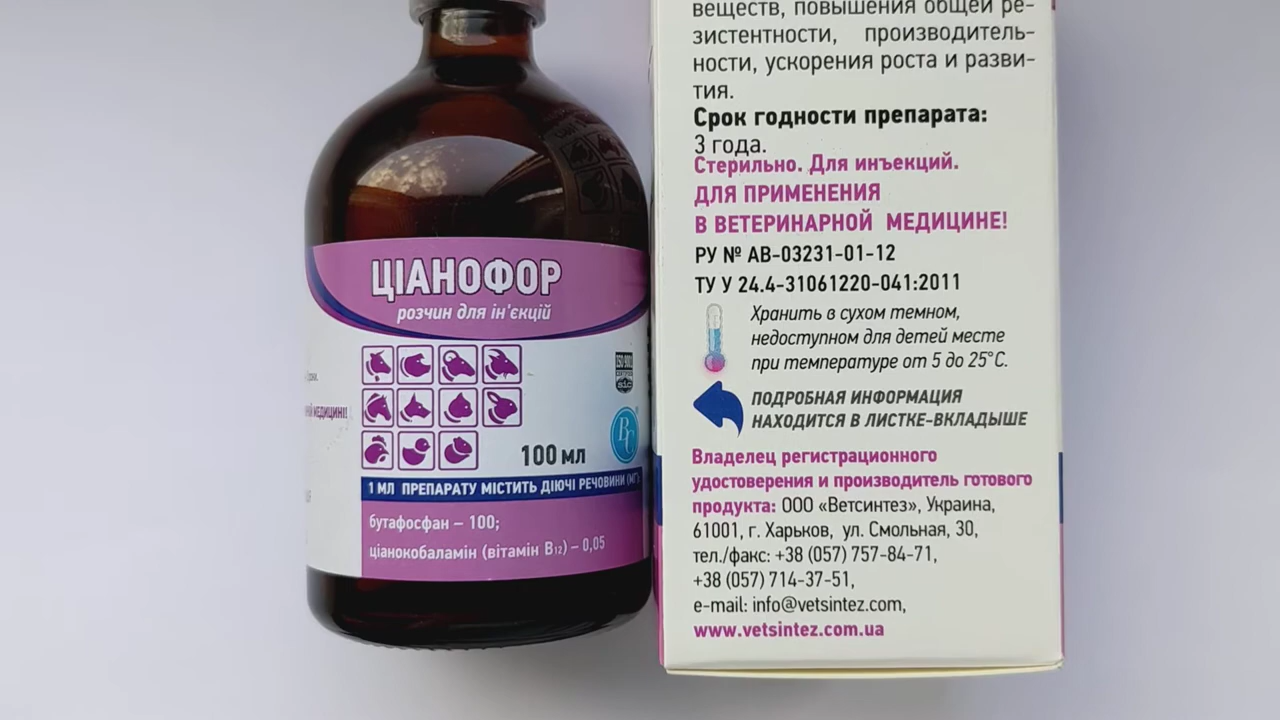 ЦІАНОФОР
розчин для ін'єкцій
ISO 9001
100 мл
1 МЛ ПРЕПАРАТУ МІСТИТЬ ДІЮЧІ РЕЧОВИНИ (МГ):
бутафосфан – 100;
ціанокобаламін (вітамін B12) – 0,05
веществ, повышения общей ре-
зистентности, производитель-
ности, ускорения роста и разви-
тия.
Срок годности препарата:
3 года.
Стерильно. Для инъекций.
ДЛЯ ПРИМЕНЕНИЯ
В ВЕТЕРИНАРНОЙ МЕДИЦИНЕ!
РУ № АВ-03231-01-12
ТУ У 24.4-31061220-041:2011
Хранить в сухом темном,
недоступном для детей месте
при температуре от 5 до 25°С.
ПОДРОБНАЯ ИНФОРМАЦИЯ
НАХОДИТСЯ В ЛИСТКЕ-ВКЛАДЫШЕ
Владелец регистрационного
удостоверения и производитель готового
продукта: ООО «Ветсинтез», Украина,
61001, г. Харьков, ул. Смольная, 30,
тел./факс: +38 (057) 757-84-71,
+38 (057) 714-37-51,
e-mail: info@vetsintez.com,
www.vetsintez.com.ua